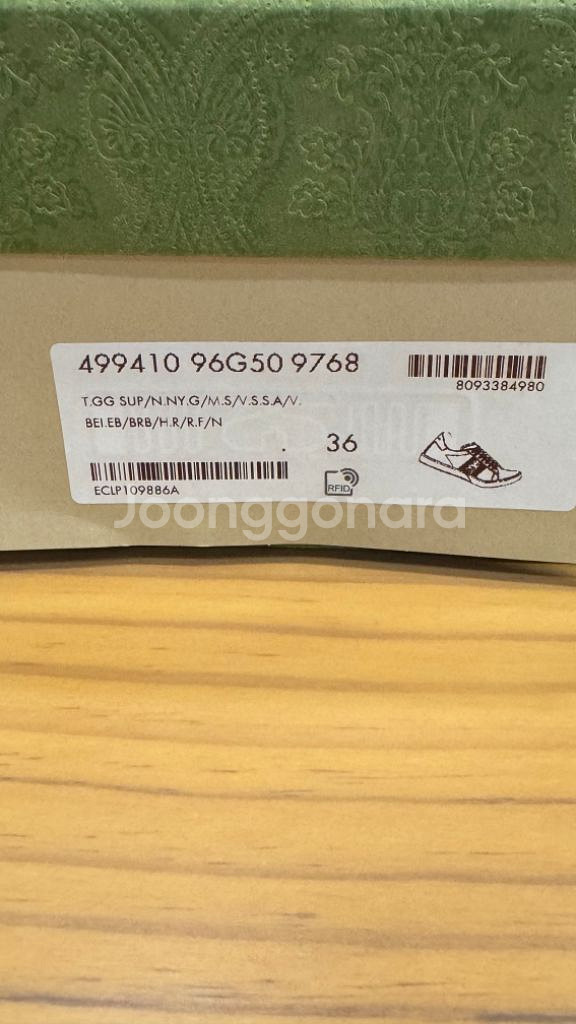 499410 96G50 9768
8093384980
T.GG SUP/N.NY.G/M.S/V.S.S.A/V.
BEI.EB/BRB/H.R/R.F/N
. 36
RFID
ECLP109886A
Joonggonara